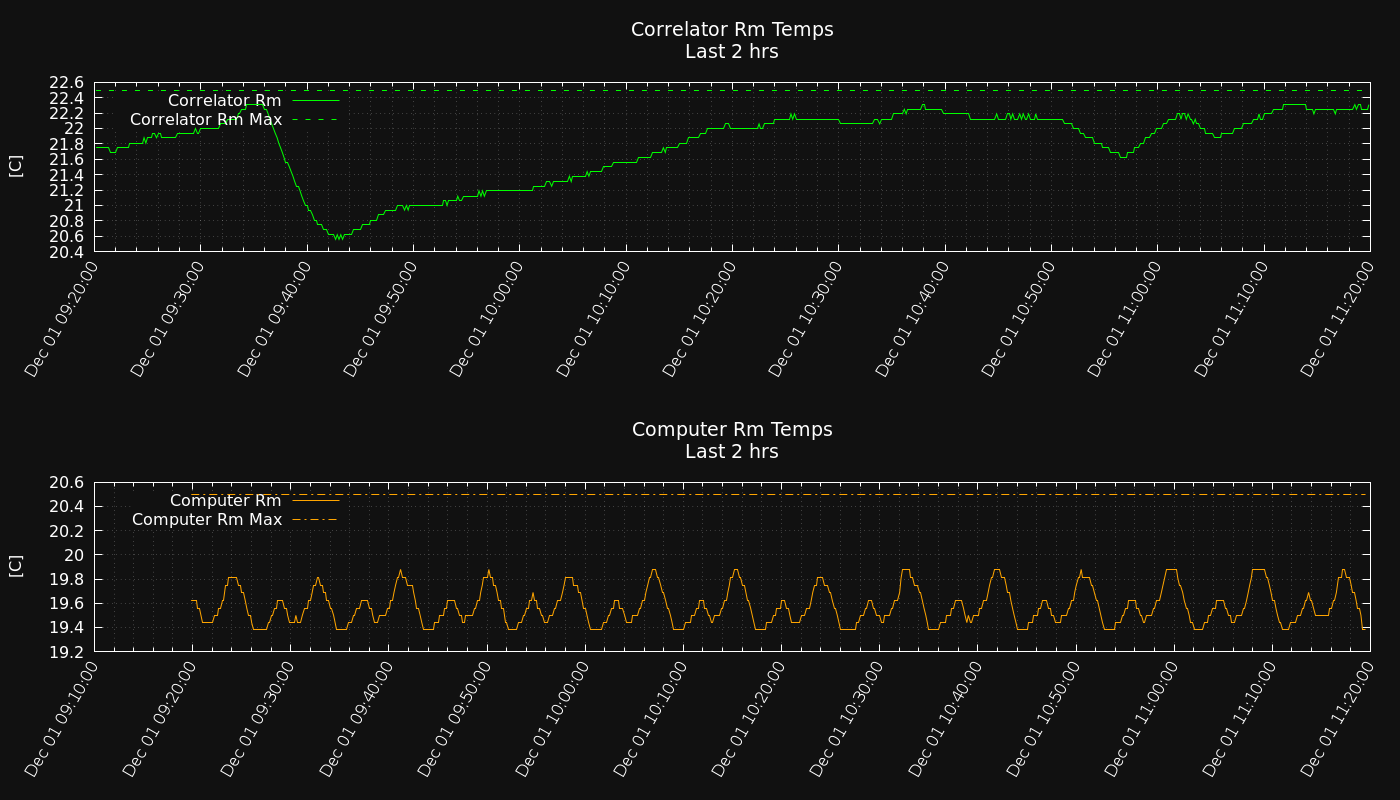 Correlator Rm Temps
Last 2 hrs
22.6
22.4
22.2
22
21.8
21.6
21.4
21.2
21
20.8
20.6
20.4
[C]
Correlator Rm
Correlator Rm Max
Dec 01 09:20:00
Dec 01 09:30:00
Dec 01 09:40:00
Dec 01 09:50:00
Dec 01 10:00:00
Dec 01 10:10:00
Dec 01 10:20:00
Dec 01 10:30:00
Dec 01 10:40:00
Dec 01 10:50:00
Dec 01 11:00:00
Dec 01 11:10:00
Dec 01 11:20:00
Computer Rm Temps
Last 2 hrs
20.6
20.4
20.2
20
19.8
19.6
19.4
19.2
[C]
Computer Rm
Computer Rm Max
Dec 01 09:10:00
Dec 01 09:20:00
Dec 01 09:30:00
Dec 01 09:40:00
Dec 01 09:50:00
Dec 01 10:00:00
Dec 01 10:10:00
Dec 01 10:20:00
Dec 01 10:30:00
Dec 01 10:40:00
Dec 01 10:50:00
Dec 01 11:00:00
Dec 01 11:10:00
Dec 01 11:20:00